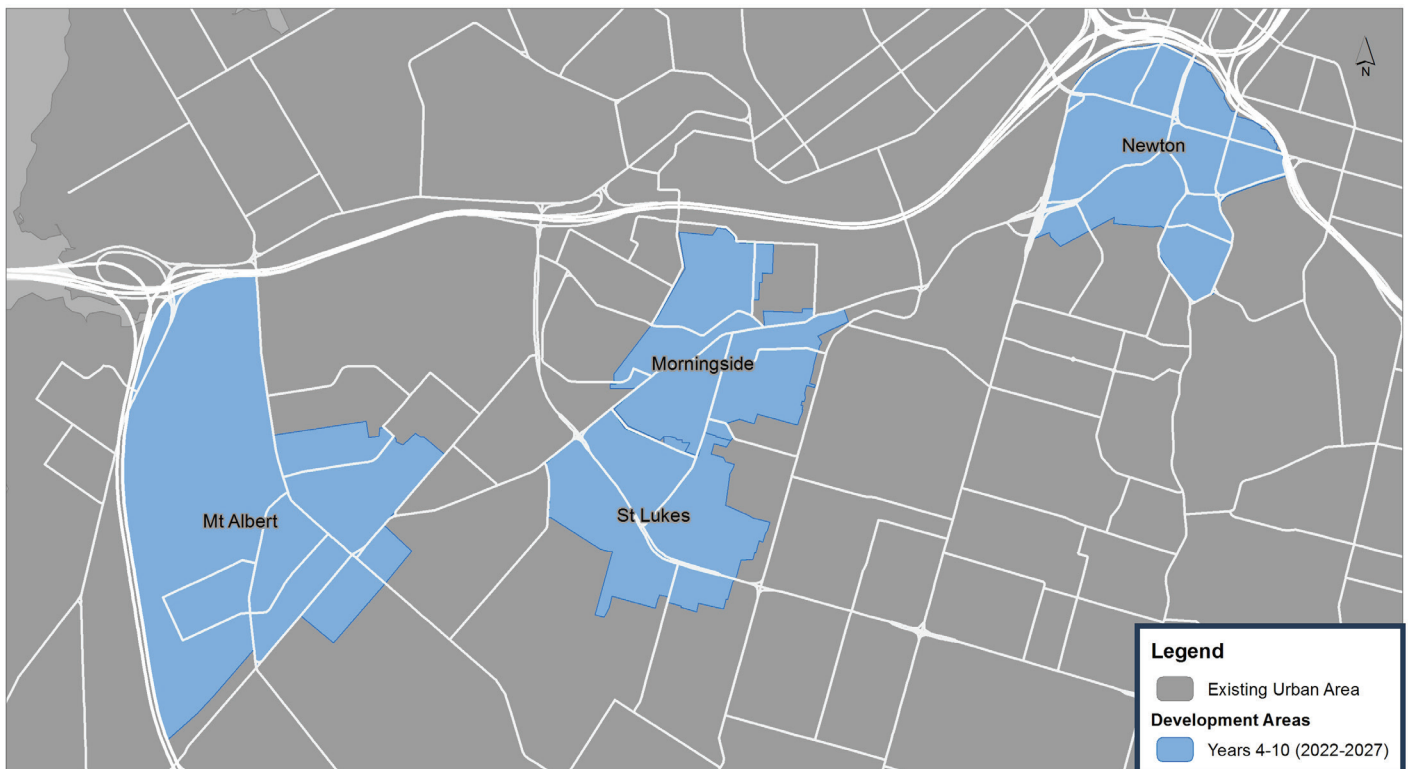 N
Newton
Morningside
Mt Albert
St Lukes
Legend
Existing Urban Area
Development Areas
Years 4-10 (2022-2027)